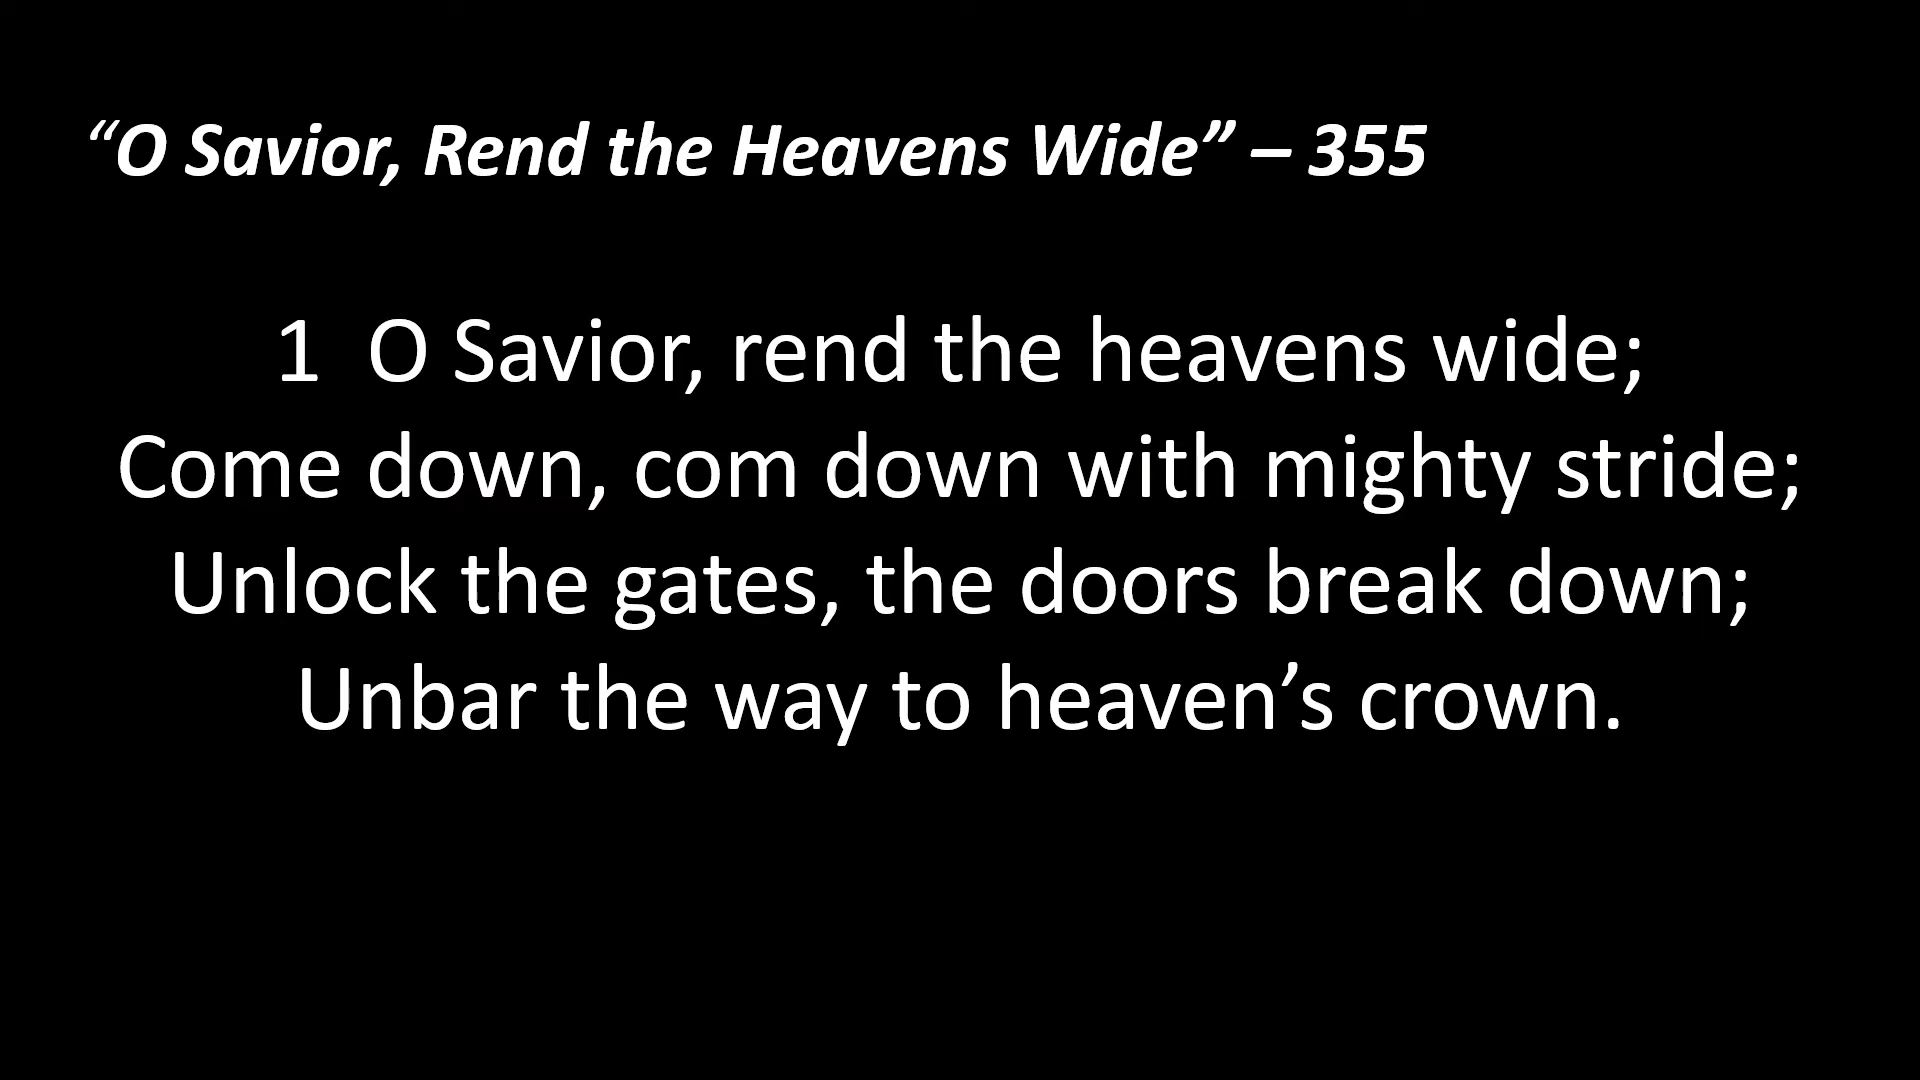 “O Savior, Rend the Heavens Wide” – 355
1 O Savior, rend the heavens wide;
Come down, com down with mighty stride;
Unlock the gates, the doors break down;
Unbar the way to heaven’s crown.